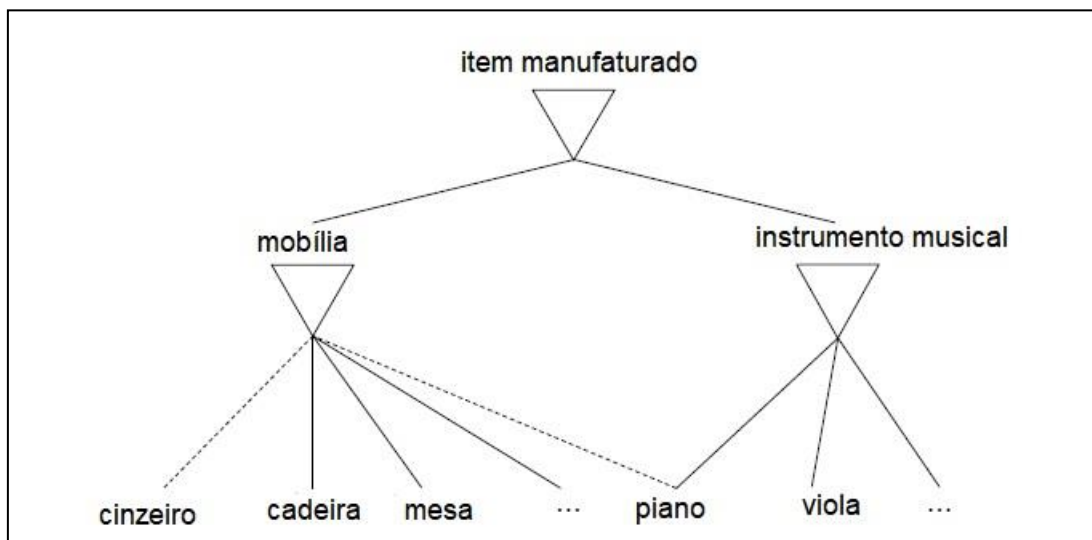 item manufaturado
mobília
instrumento musical
cinzeiro
cadeira
mesa
...
piano
viola
...